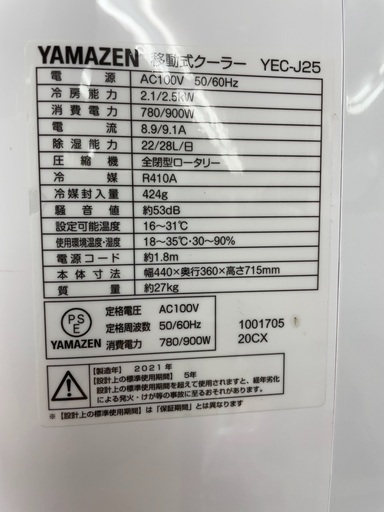 YAMAZEN 移動式クーラー YEC-J25
電源 AC100V 50/60Hz
冷房能力 2.1/2.5kW
消費電力 780/900W
電流 8.9/9.1A
除湿能力 22/28L/日
圧縮機 全閉型ロータリー
冷媒 R410A
冷媒封入量 424g
騒音値 約53dB
設定可能温度 16～31℃
使用環境温度・湿度 18～35℃・30～90%
電源コード 約1.8m
本体寸法 幅440×奥行360×高さ715mm
質量 約27kg
PSE
YAMAZEN
定格電圧 AC100V
定格周波数 50/60Hz
消費電力 780/900W
1001705
20CX
【製造年】 2021年
【設計上の標準使用期間】 5年
設計上の標準使用期間を超えて使用されますと、経年劣化
による発火・けが等の事故に至るおそれがあります
※【設計上の標準使用期間】は「保証期間」とは異なります